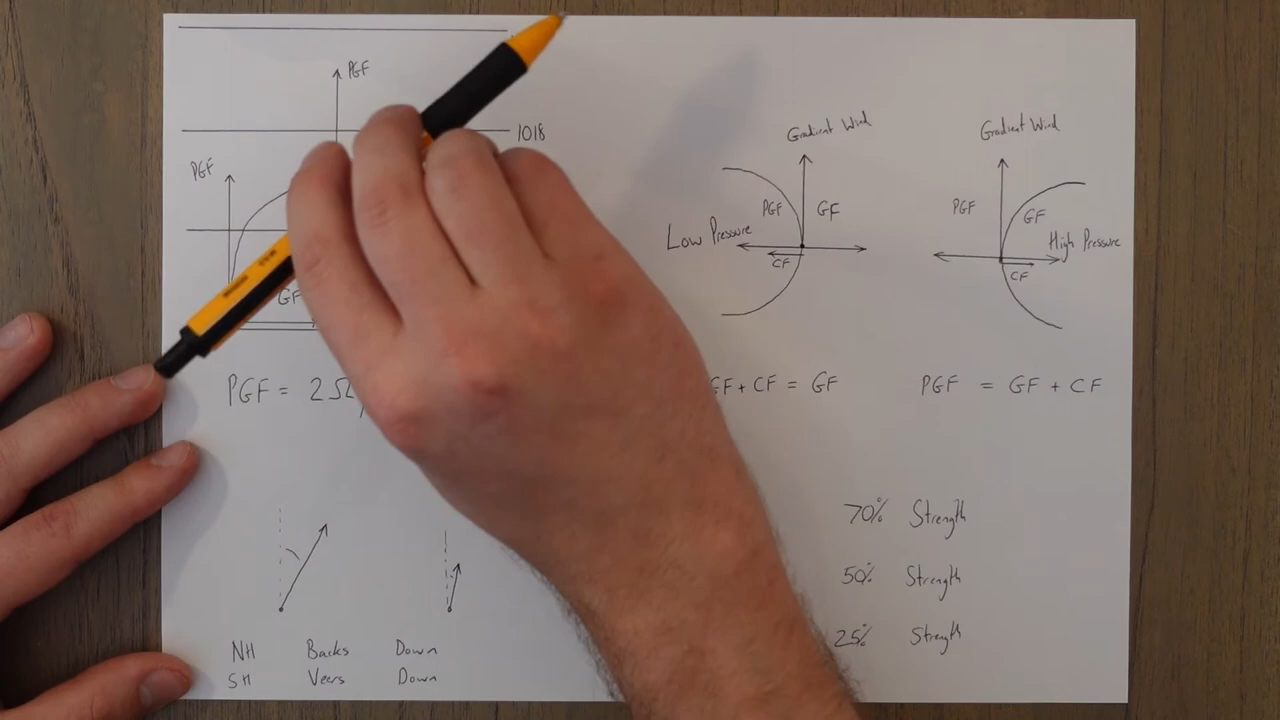 PGF
1018
PGF
GF
PGF = 2Ω
Gradient Wind
PGF GF
Low Pressure
CF
GF + CF = GF
Gradient Wind
PGF GF
High Pressure
CF
PGF = GF + CF
70% Strength
50% Strength
25% Strength
NH Backs Down
SH Veers Down